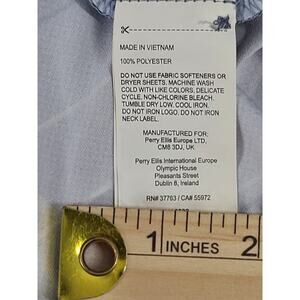 MADE IN VIETNAM
100% POLYESTER
DO NOT USE FABRIC SOFTENERS OR
DRYER SHEETS. MACHINE WASH
COLD WITH LIKE COLORS, DELICATE
CYCLE, NON-CHLORINE BLEACH.
TUMBLE DRY LOW. COOL IRON.
DO NOT IRON LOGO. DO NOT IRON
NECK LABEL.
MANUFACTURED FOR:
Perry Ellis Europe LTD,
CM8 3DJ, UK
Perry Ellis International Europe
Olympic House
Pleasants Street
Dublin 8, Ireland
RN# 37763 / CA# 55972
1 INCHES 2